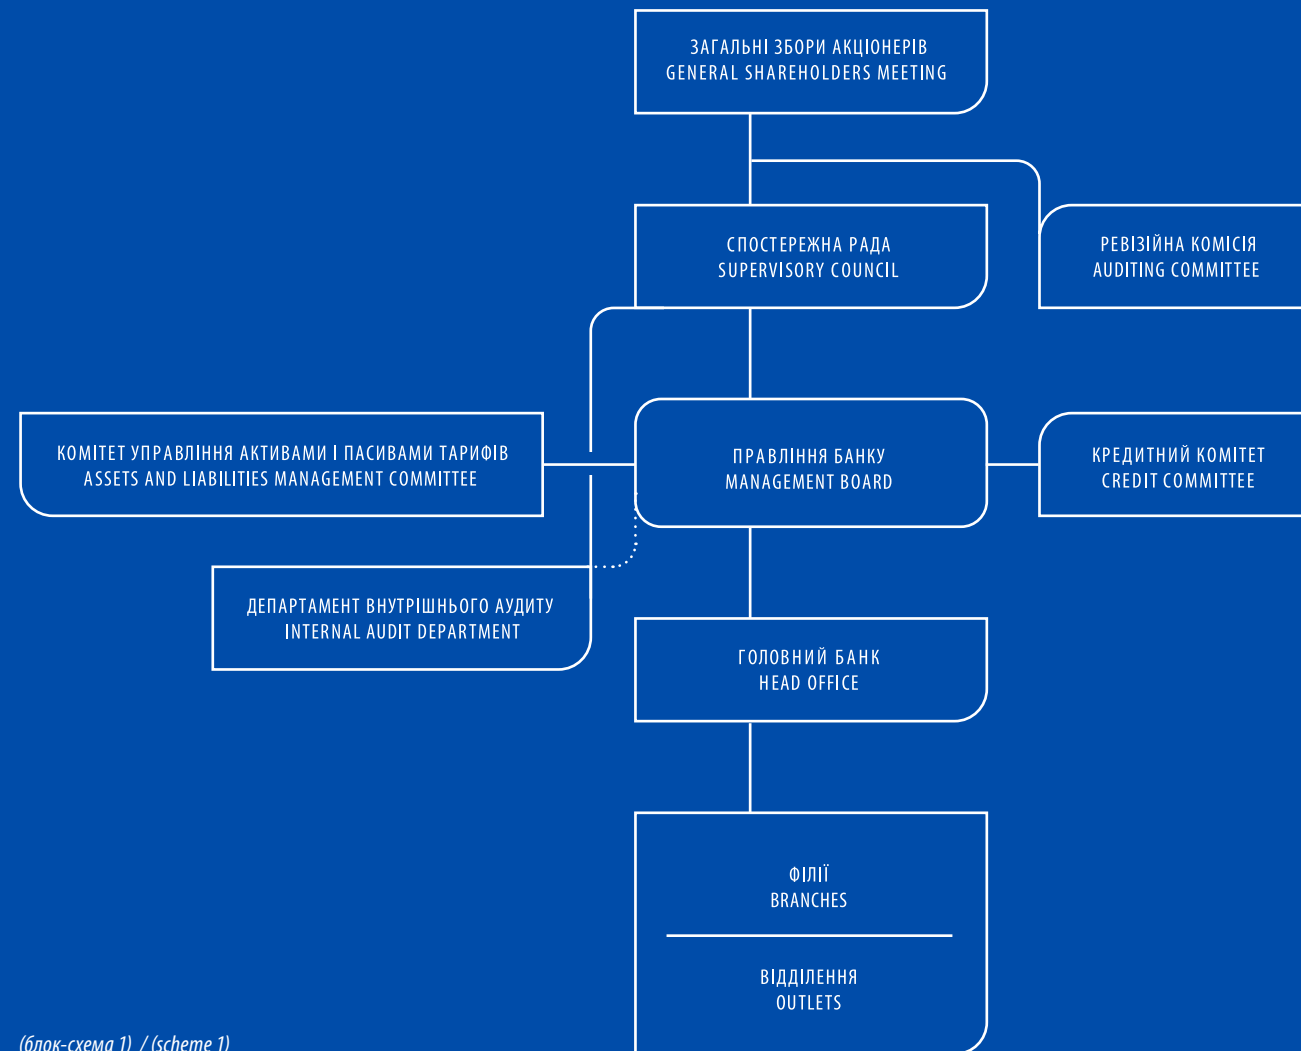 ЗАГАЛЬНІ ЗБОРИ АКЦІОНЕРІВ
GENERAL SHAREHOLDERS MEETING
СПОСТЕРЕЖНА РАДА
SUPERVISORY COUNCIL
РЕВІЗІЙНА КОМІСІЯ
AUDITING COMMITTEE
КОМІТЕТ УПРАВЛІННЯ АКТИВАМИ І ПАСИВАМИ ТАРИФІВ
ASSETS AND LIABILITIES MANAGEMENT COMMITTEE
ПРАВЛІННЯ БАНКУ
MANAGEMENT BOARD
КРЕДИТНИЙ КОМІТЕТ
CREDIT COMMITTEE
ДЕПАРТАМЕНТ ВНУТРІШНЬОГО АУДИТУ
INTERNAL AUDIT DEPARTMENT
ГОЛОВНИЙ БАНК
HEAD OFFICE
ФІЛІЇ
BRANCHES
ВІДДІЛЕННЯ
OUTLETS
(блок-схема 1) / (scheme 1)